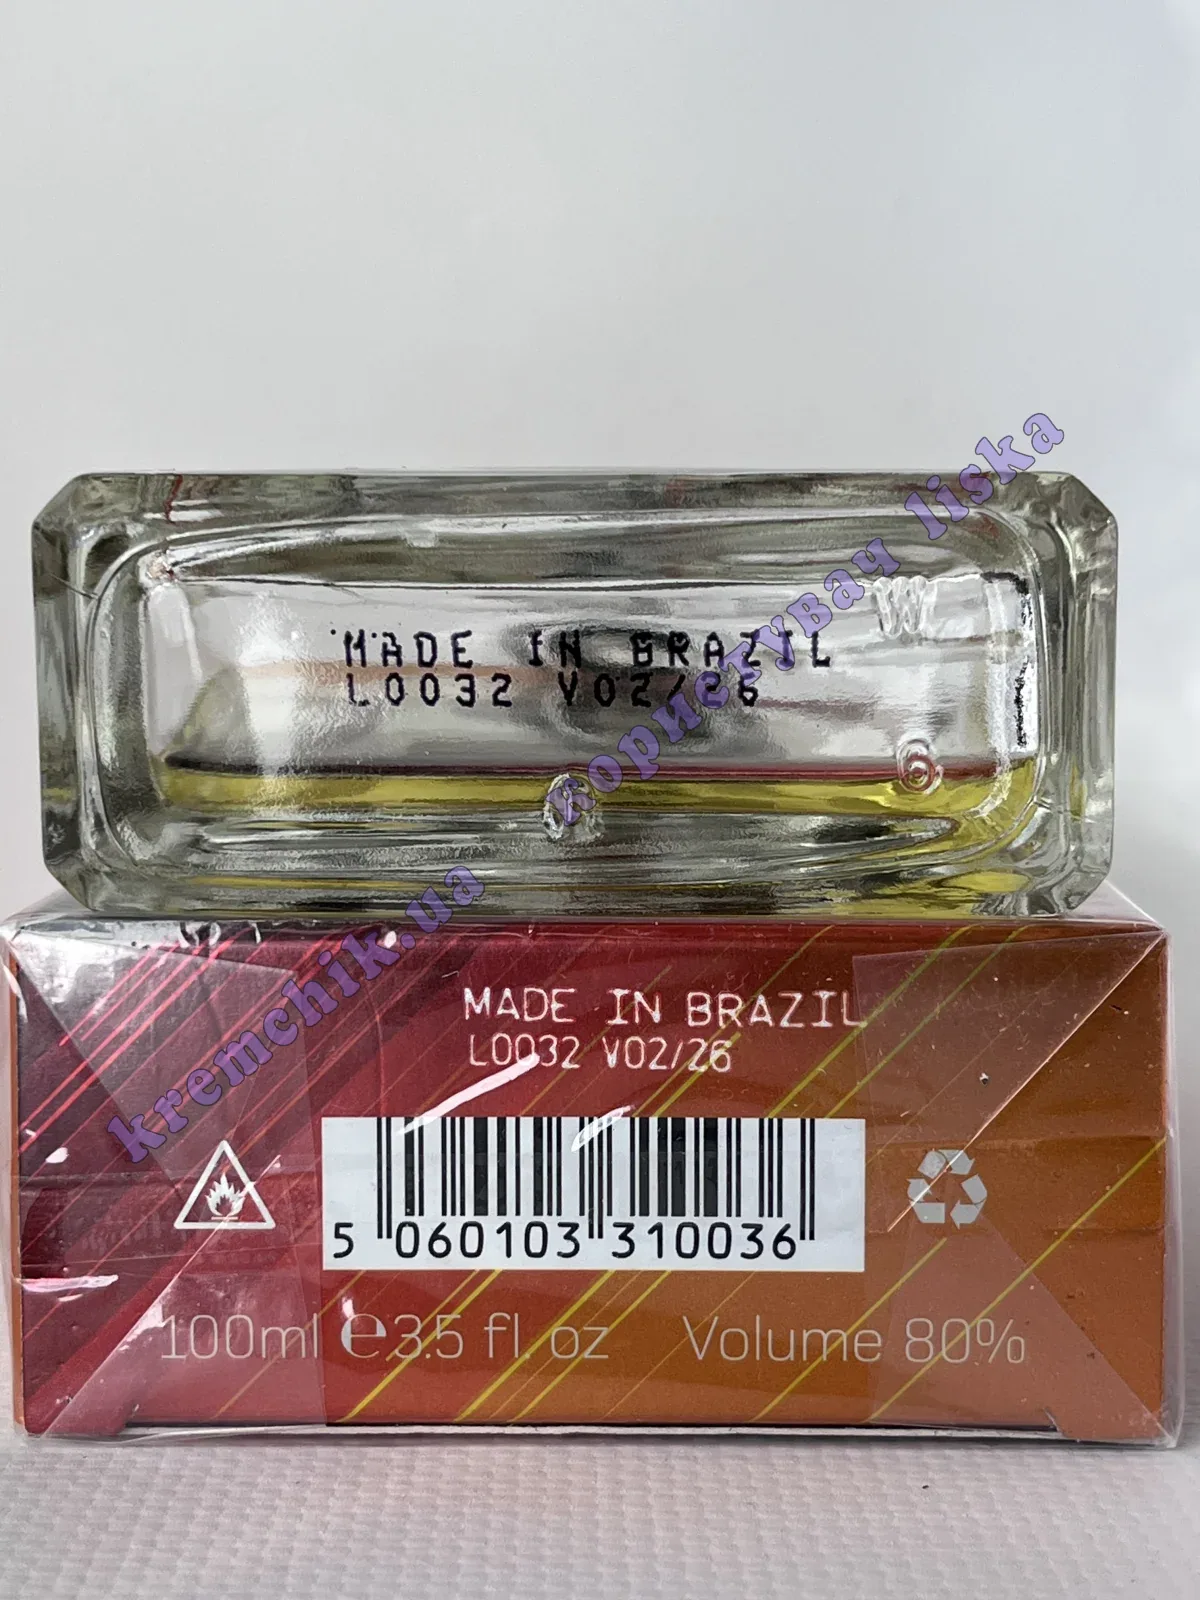 MADE IN BRAZIL
L0032 V02/26
W
6
6
MADE IN BRAZIL
L0032 V02/26
5 060103 310036
100ml e 3.5 fl. oz Volume 80%
kremchik.ua користувач liska